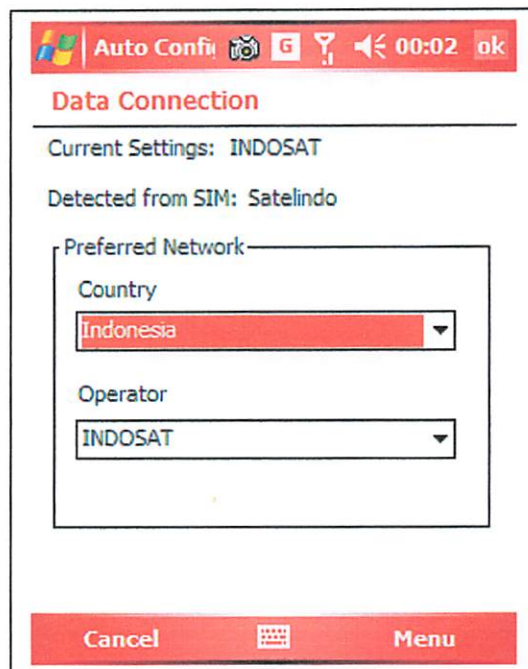 Auto Confi G 00:02 ok
Data Connection
Current Settings: INDOSAT
Detected from SIM: Satelindo
Preferred Network
Country
Indonesia
Operator
INDOSAT
Cancel Menu